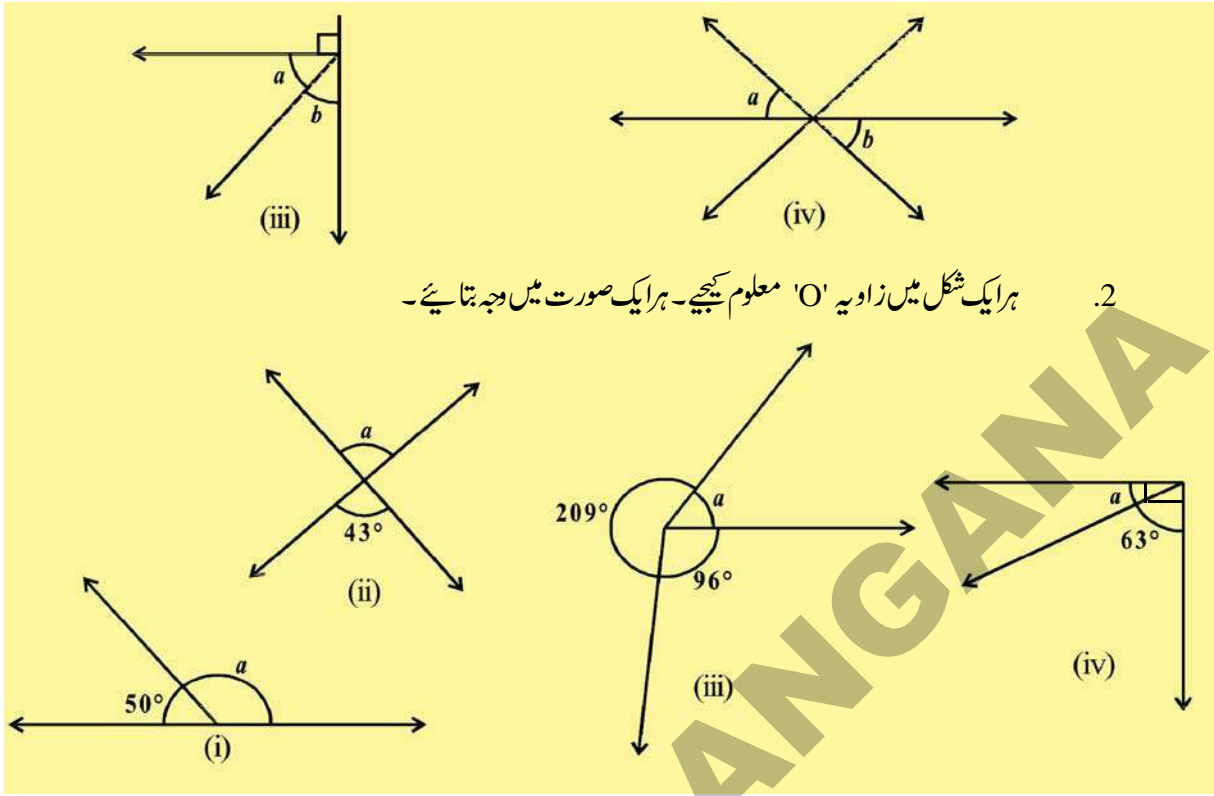 a
b
(iii)
a
b
(iv)
2. ہر ایک شکل میں زاویہ 'O' معلوم کیجیے۔ ہر ایک صورت میں وجہ بتایئے۔
a
43°
(ii)
209°
a
96°
(iii)
a
63°
(iv)
50°
a
(i)
ANGANA